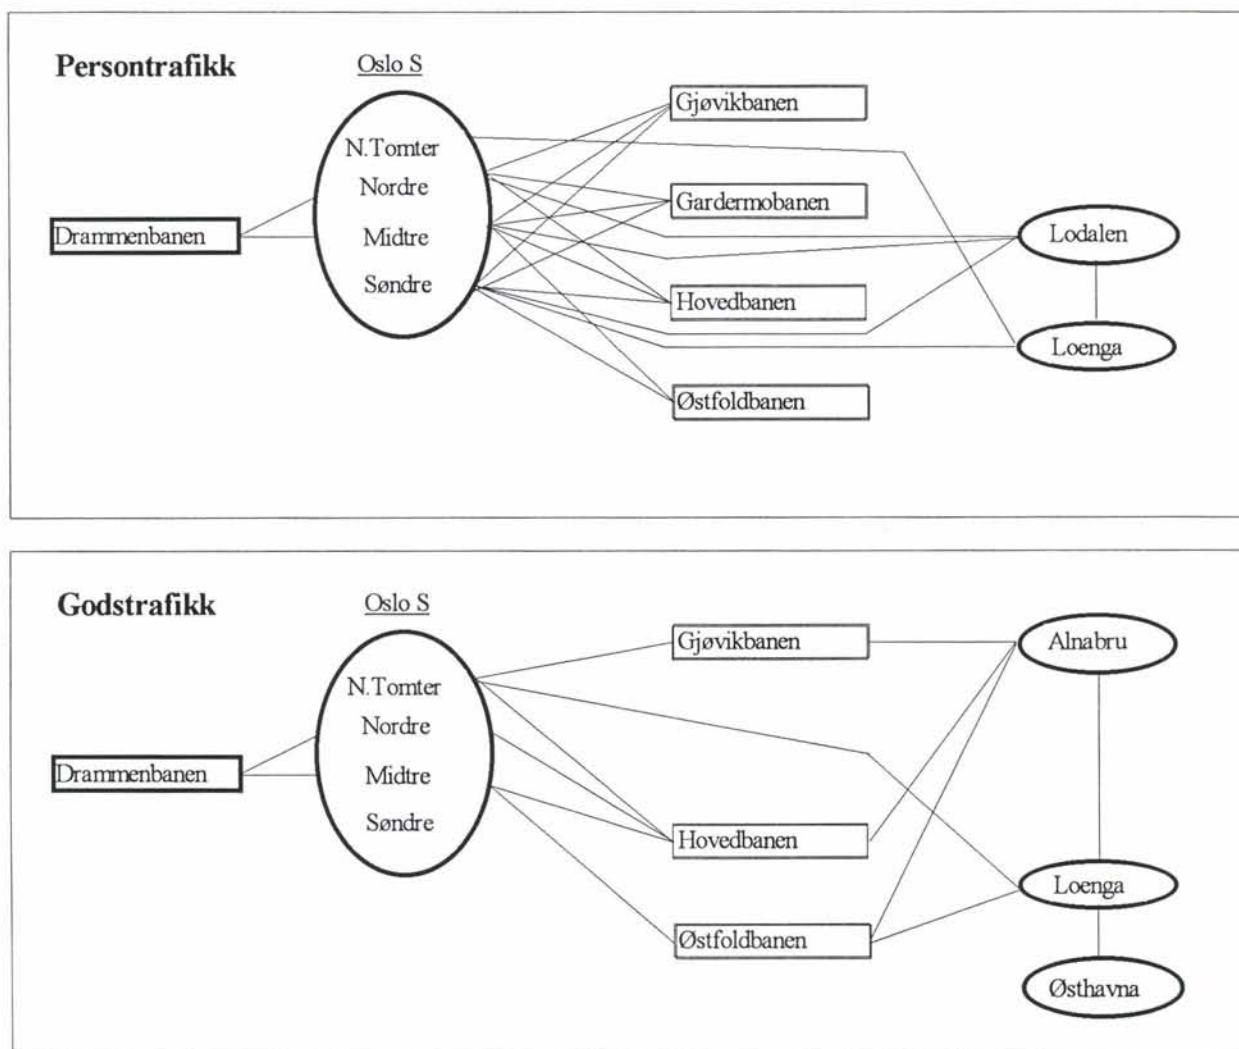 Persontrafikk
Oslo S
N.Tomter
Nordre
Midtre
Søndre
Drammenbanen
Gjøvikbanen
Gardermobanen
Hovedbanen
Østfoldbanen
Lodalen
Loenga
Godstrafikk
Oslo S
N.Tomter
Nordre
Midtre
Søndre
Drammenbanen
Gjøvikbanen
Hovedbanen
Østfoldbanen
Alnabru
Loenga
Østhavna